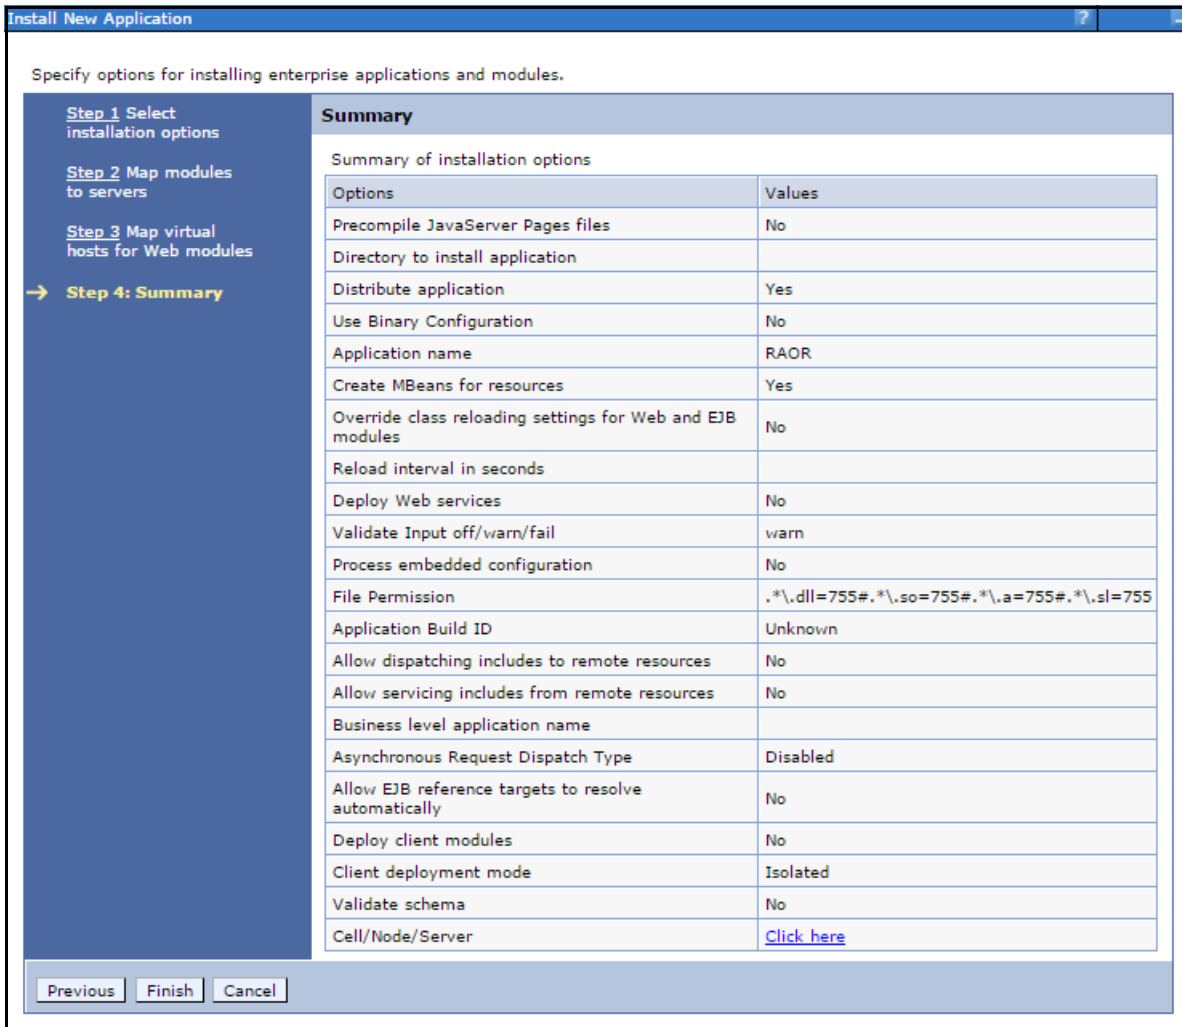 Install New Application
?
Specify options for installing enterprise applications and modules.
Step 1 Select
installation options
Step 2 Map modules
to servers
Step 3 Map virtual
hosts for Web modules
Step 4: Summary
Summary
Summary of installation options
Options Values
Precompile JavaServer Pages files No
Directory to install application
Distribute application Yes
Use Binary Configuration No
Application name RAOR
Create MBeans for resources Yes
Override class reloading settings for Web and EJB
modules No
Reload interval in seconds
Deploy Web services No
Validate Input off/warn/fail warn
Process embedded configuration No
File Permission .*\.dll=755#.*\.so=755#.*\.a=755#.*\.sl=755
Application Build ID Unknown
Allow dispatching includes to remote resources No
Allow servicing includes from remote resources No
Business level application name
Asynchronous Request Dispatch Type Disabled
Allow EJB reference targets to resolve
automatically No
Deploy client modules No
Client deployment mode Isolated
Validate schema No
Cell/Node/Server Click here
Previous Finish Cancel